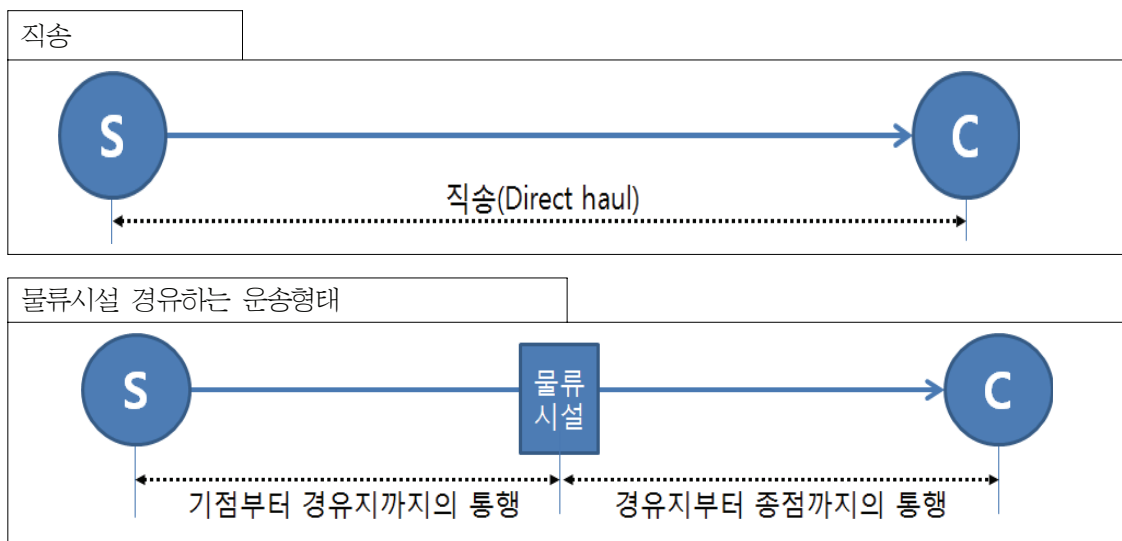 직송
S
C
직송(Direct haul)
물류시설 경유하는 운송형태
S
물류
시설
C
기점부터 경유지까지의 통행
경유지부터 종점까지의 통행